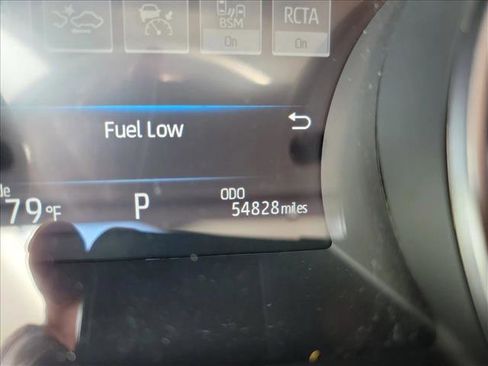 BSM
On
RCTA
On
Fuel Low
79°F
P
ODO
54828 miles